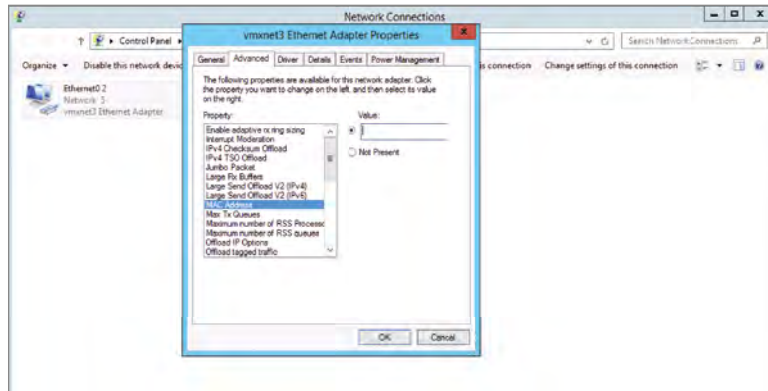 Network Connections
vmxnet3 Ethernet Adapter Properties
Control Panel
Search Network Connections
Organize
Disable this network devic
is connection
Change settings of this connection
Ethernet0 2
Network 5
vmxnet3 Ethernet Adapter
General Advanced Driver Details Events Power Management
The following properties are available for this network adapter. Click
the property you want to change on the left, and then select its value
on the right.
Property:
Value:
Enable adaptive rx ring sizing
Interrupt Moderation
IPv4 Checksum Offload
IPv4 TSO Offload
Jumbo Packet
Large Rx Buffers
Large Send Offload V2 (IPv4)
Large Send Offload V2 (IPv6)
MAC Address
Max Tx Queues
Maximum number of RSS Processo
Maximum number of RSS queues
Offload IP Options
Offload tagged traffic
Not Present
OK
Cancel